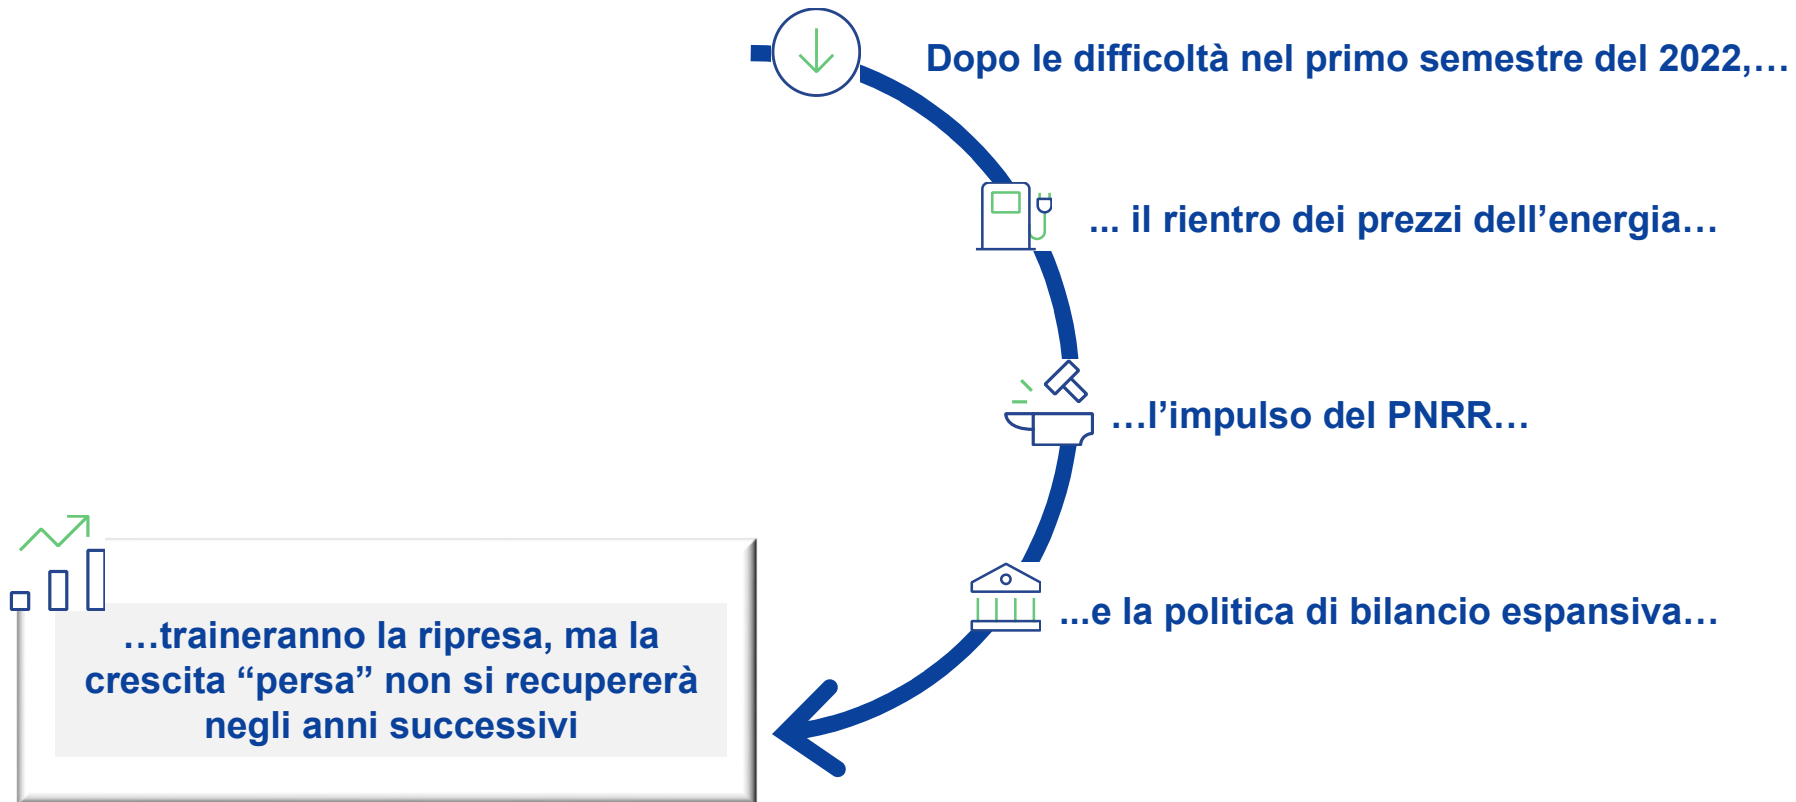 Dopo le difficoltà nel primo semestre del 2022,…
... il rientro dei prezzi dell’energia…
…l’impulso del PNRR…
...e la politica di bilancio espansiva…
…traineranno la ripresa, ma la
crescita “persa” non si recupererà
negli anni successivi